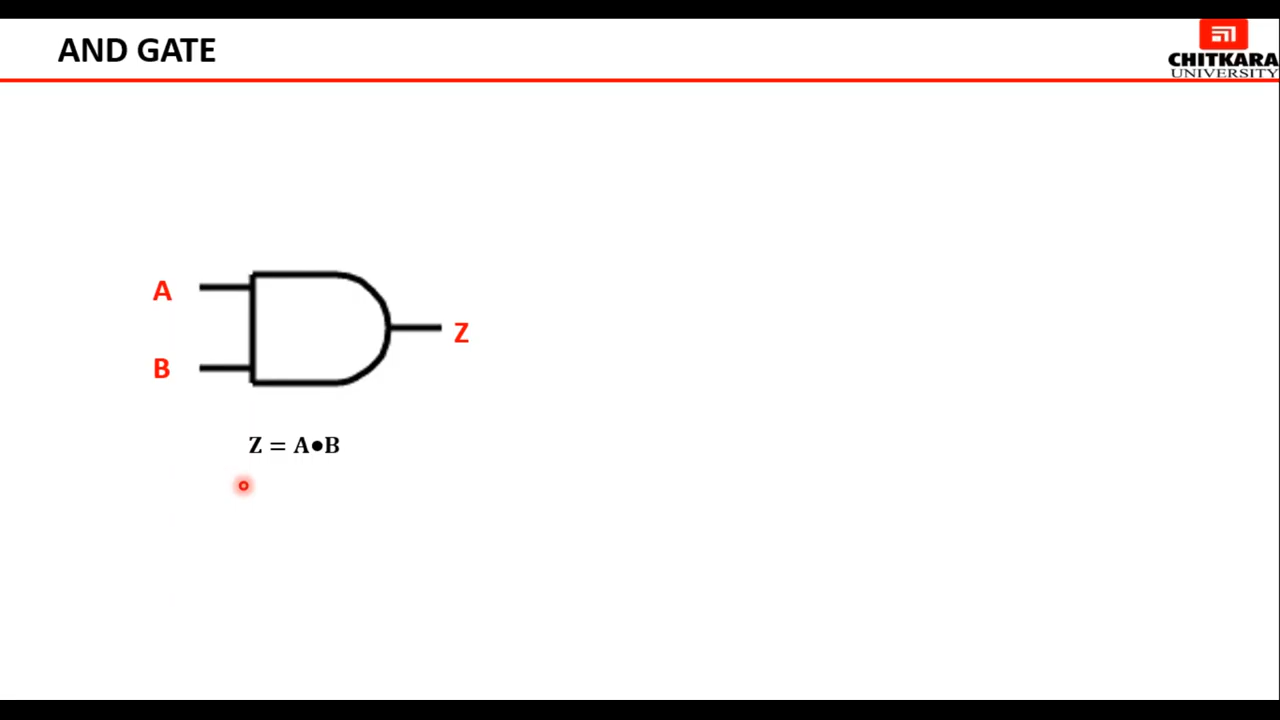 AND GATE
CHITKARA
UNIVERSITY
A
Z
B
Z = A●B